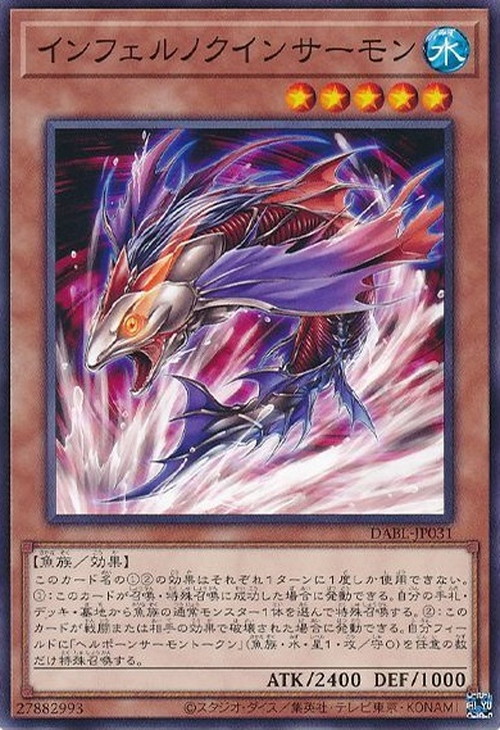 インフェルノクインサーモン
水
DABL-JP031
【魚族／効果】
このカード名の①②の効果はそれぞれ1ターンに1度しか使用できない。
①：このカードが召喚・特殊召喚に成功した場合に発動できる。自分の手札・
デッキ・墓地から魚族の通常モンスター1体を選んで特殊召喚する。②：この
カードが戦闘または相手の効果で破壊された場合に発動できる。自分フィー
ルドに「ヘルボーンサーモントークン」(魚族・水・星1・攻／守0)を任意の数
だけ特殊召喚する。
ATK/2400 DEF/1000
27882993
©スタジオ・ダイス／集英社・テレビ東京・KONAMI